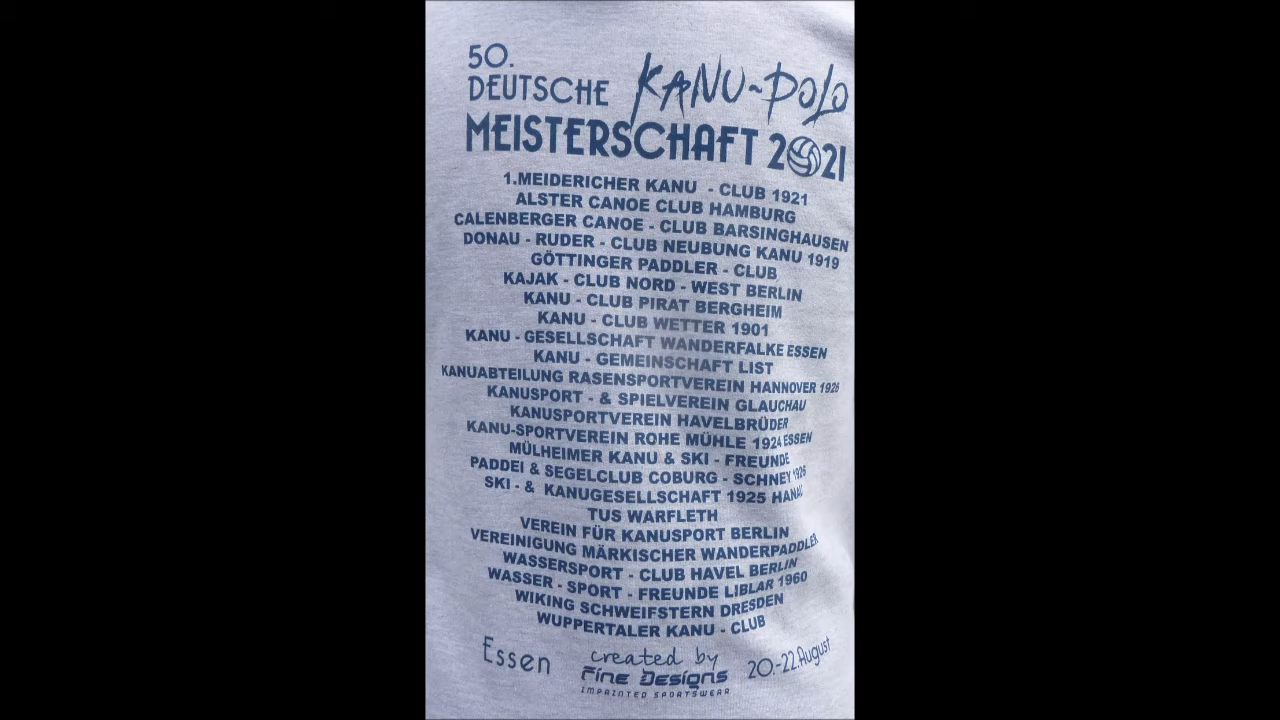 50.
DEUTSCHE KANU-POLO
MEISTERSCHAFT 2021
1.MEIDERICHER KANU - CLUB 1921
ALSTER CANOE CLUB HAMBURG
CALENBERGER CANOE - CLUB BARSINGHAUSEN
DONAU - RUDER - CLUB NEUBUNG KANU 1919
GÖTTINGER PADDLER - CLUB
KAJAK - CLUB NORD - WEST BERLIN
KANU - CLUB PIRAT BERGHEIM
KANU - CLUB WETTER 1901
KANU - GESELLSCHAFT WANDERFALKE ESSEN
KANU - GEMEINSCHAFT LIST
KANUABTEILUNG RASENSPORTVEREIN HANNOVER 1926
KANUSPORT - & SPIELVEREIN GLAUCHAU
KANUSPORTVEREIN HAVELBRÜDER
KANU-SPORTVEREIN ROHE MÜHLE 1924 ESSEN
MÜLHEIMER KANU & SKI - FREUNDE
PADDEI & SEGELCLUB COBURG - SCHNEY 1926
SKI - & KANUGESELLSCHAFT 1925 HANAU
TUS WARFLETH
VEREIN FÜR KANUSPORT BERLIN
VEREINIGUNG MÄRKISCHER WANDERPADDLER
WASSERSPORT - CLUB HAVEL BERLIN
WASSER - SPORT - FREUNDE LIBLAR 1960
WIKING SCHWEIFSTERN DRESDEN
WUPPERTALER KANU - CLUB
Essen created by 20.-22.August
Fine Designs
IMPRINTED SPORTSWEAR